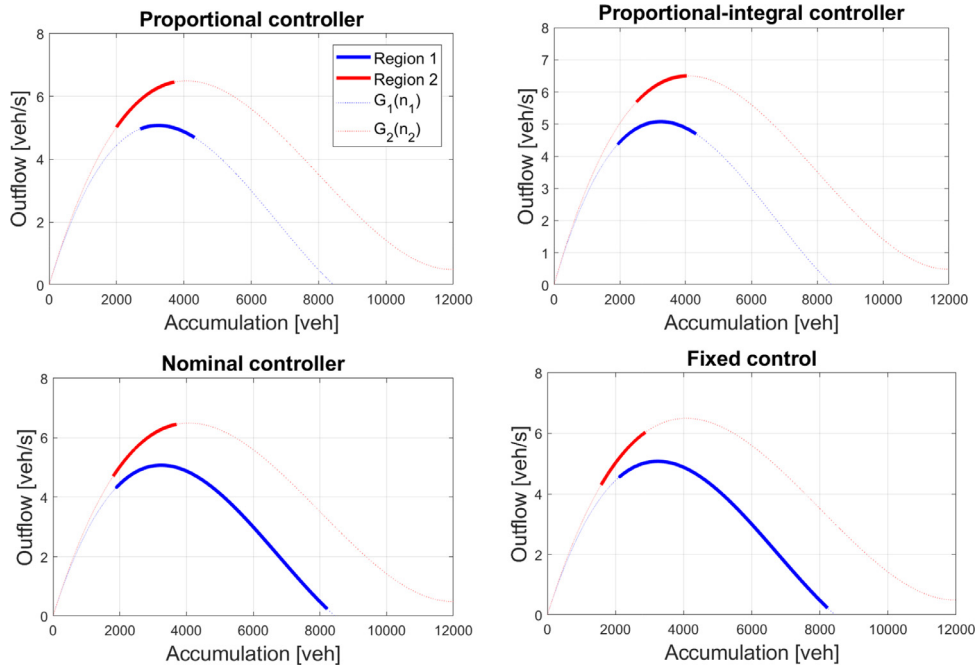 Proportional controller
8
6
4
2
0
Outflow [veh/s]
0 2000 4000 6000 8000 10000 12000
Accumulation [veh]
Region 1
Region 2
G1(n1)
G2(n2)
Proportional-integral controller
8
7
6
5
4
3
2
1
0
Outflow [veh/s]
0 2000 4000 6000 8000 10000 12000
Accumulation [veh]
Nominal controller
8
6
4
2
0
Outflow [veh/s]
0 2000 4000 6000 8000 10000 12000
Accumulation [veh]
Fixed control
8
6
4
2
0
Outflow [veh/s]
0 2000 4000 6000 8000 10000 12000
Accumulation [veh]